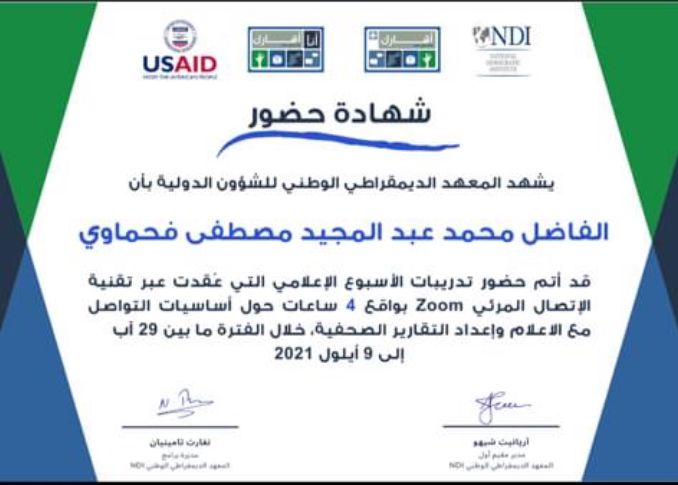 USAID
FROM THE AMERICAN PEOPLE
أنا أشارك
أشارك +
NDI
NATIONAL
DEMOCRATIC
INSTITUTE
شهادة حضور
يشهد المعهد الديمقراطي الوطني للشؤون الدولية بأن
الفاضل محمد عبد المجيد مصطفى فحماوي
قد أتم حضور تدريبات الأسبوع الإعلامي التي عُقدت عبر تقنية
الإتصال المرئي Zoom بواقع 4 ساعات حول أساسيات التواصل
مع الاعلام وإعداد التقارير الصحفية، خلال الفترة ما بين 29 آب
إلى 9 أيلول 2021
أريانيت شيهو
مدير مقيم أول
المعهد الديمقراطي الوطني NDI
نغارت تامينيان
مديرة برامج
المعهد الديمقراطي الوطني NDI